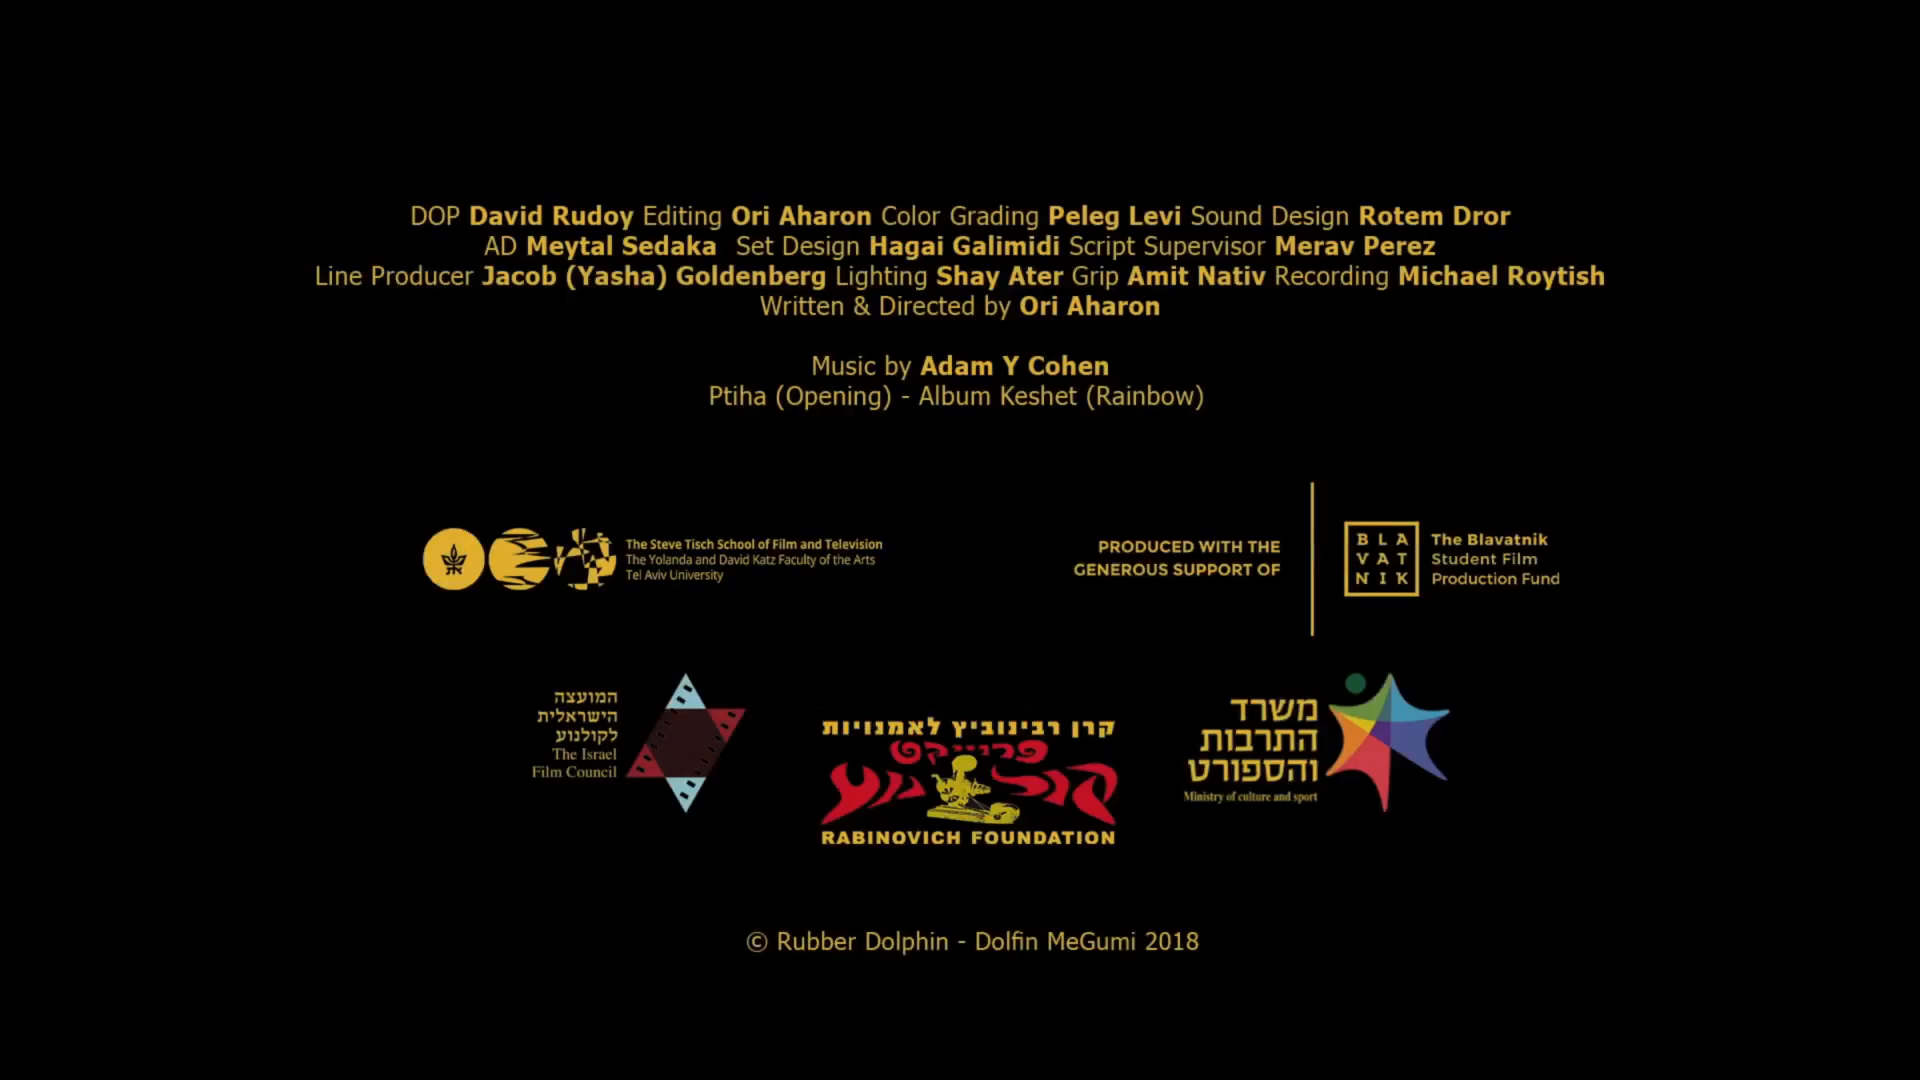 DOP David Rudoy Editing Ori Aharon Color Grading Peleg Levi Sound Design Rotem Dror
AD Meytal Sedaka Set Design Hagai Galimidi Script Supervisor Merav Perez
Line Producer Jacob (Yasha) Goldenberg Lighting Shay Ater Grip Amit Nativ Recording Michael Roytish
Written & Directed by Ori Aharon
Music by Adam Y Cohen
Ptiha (Opening) - Album Keshet (Rainbow)
The Steve Tisch School of Film and Television
The Yolanda and David Katz Faculty of the Arts
Tel Aviv University
PRODUCED WITH THE
GENEROUS SUPPORT OF
BLA
VAT
NIK
The Blavatnik
Student Film
Production Fund
המועצה
הישראלית
לקולנוע
The Israel
Film Council
קרן רבינוביץ לאמנויות
פרוייקט
קולנוע
RABINOVICH FOUNDATION
משרד
התרבות
והספורט
Ministry of culture and sport
© Rubber Dolphin - Dolfin MeGumi 2018